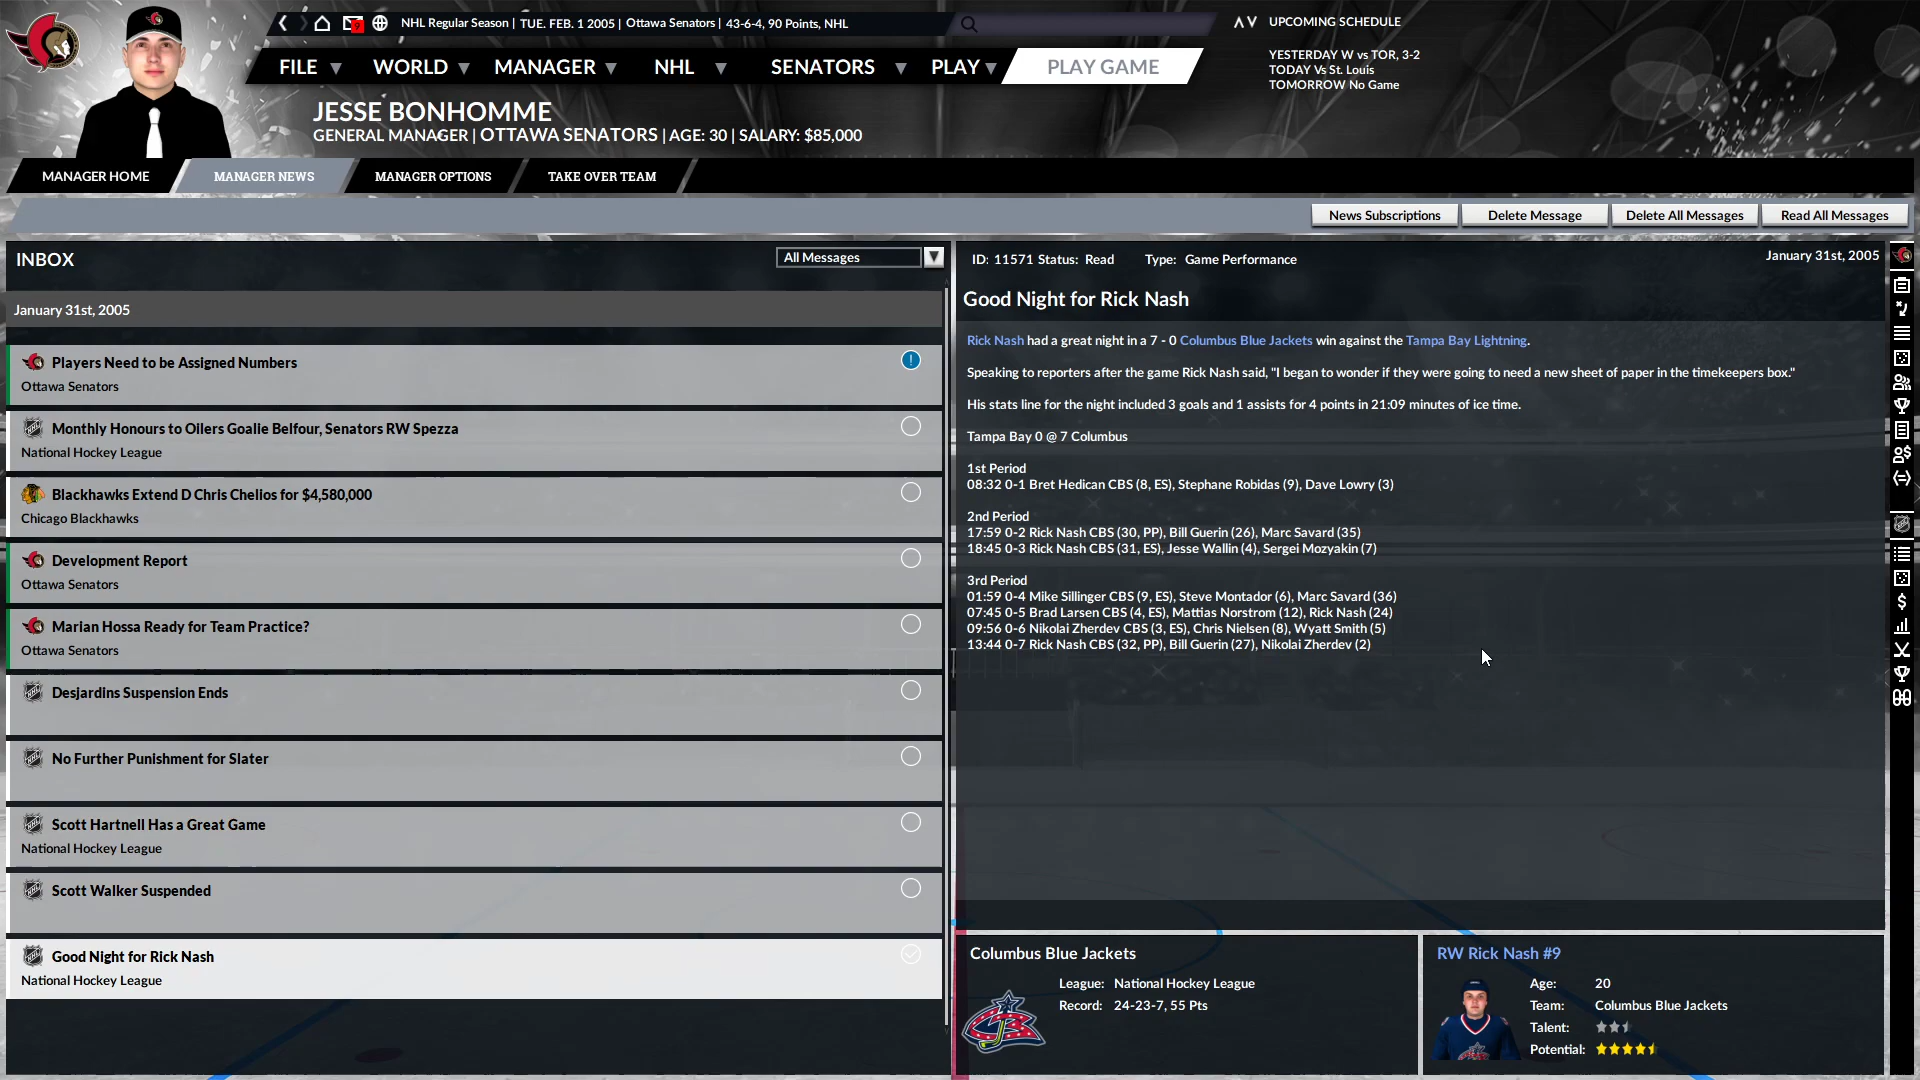 NHL Regular Season | TUE. FEB. 1 2005 | Ottawa Senators | 43-6-4, 90 Points, NHL
UPCOMING SCHEDULE
YESTERDAY W vs TOR, 3-2
TODAY Vs St. Louis
TOMORROW No Game
FILE ▼ WORLD ▼ MANAGER ▼ NHL ▼ SENATORS ▼ PLAY ▼ PLAY GAME
JESSE BONHOMME
GENERAL MANAGER | OTTAWA SENATORS | AGE: 30 | SALARY: $85,000
MANAGER HOME MANAGER NEWS MANAGER OPTIONS TAKE OVER TEAM
News Subscriptions Delete Message Delete All Messages Read All Messages
INBOX All Messages
January 31st, 2005
Players Need to be Assigned Numbers
Ottawa Senators
Monthly Honours to Oilers Goalie Belfour, Senators RW Spezza
National Hockey League
Blackhawks Extend D Chris Chelios for $4,580,000
Chicago Blackhawks
Development Report
Ottawa Senators
Marian Hossa Ready for Team Practice?
Ottawa Senators
Desjardins Suspension Ends
No Further Punishment for Slater
Scott Hartnell Has a Great Game
National Hockey League
Scott Walker Suspended
Good Night for Rick Nash
National Hockey League
ID: 11571 Status: Read Type: Game Performance January 31st, 2005
Good Night for Rick Nash
Rick Nash had a great night in a 7 - 0 Columbus Blue Jackets win against the Tampa Bay Lightning.
Speaking to reporters after the game Rick Nash said, "I began to wonder if they were going to need a new sheet of paper in the timekeepers box."
His stats line for the night included 3 goals and 1 assists for 4 points in 21:09 minutes of ice time.
Tampa Bay 0 @ 7 Columbus
1st Period
08:32 0-1 Bret Hedican CBS (8, ES), Stephane Robidas (9), Dave Lowry (3)
2nd Period
17:59 0-2 Rick Nash CBS (30, PP), Bill Guerin (26), Marc Savard (35)
18:45 0-3 Rick Nash CBS (31, ES), Jesse Wallin (4), Sergei Mozyakin (7)
3rd Period
01:59 0-4 Mike Sillinger CBS (9, ES), Steve Montador (6), Marc Savard (36)
07:45 0-5 Brad Larsen CBS (4, ES), Mattias Norstrom (12), Rick Nash (24)
09:56 0-6 Nikolai Zherdev CBS (3, ES), Chris Nielsen (8), Wyatt Smith (5)
13:44 0-7 Rick Nash CBS (32, PP), Bill Guerin (27), Nikolai Zherdev (2)
Columbus Blue Jackets
League: National Hockey League
Record: 24-23-7, 55 Pts
RW Rick Nash #9
Age: 20
Team: Columbus Blue Jackets
Talent:
Potential: